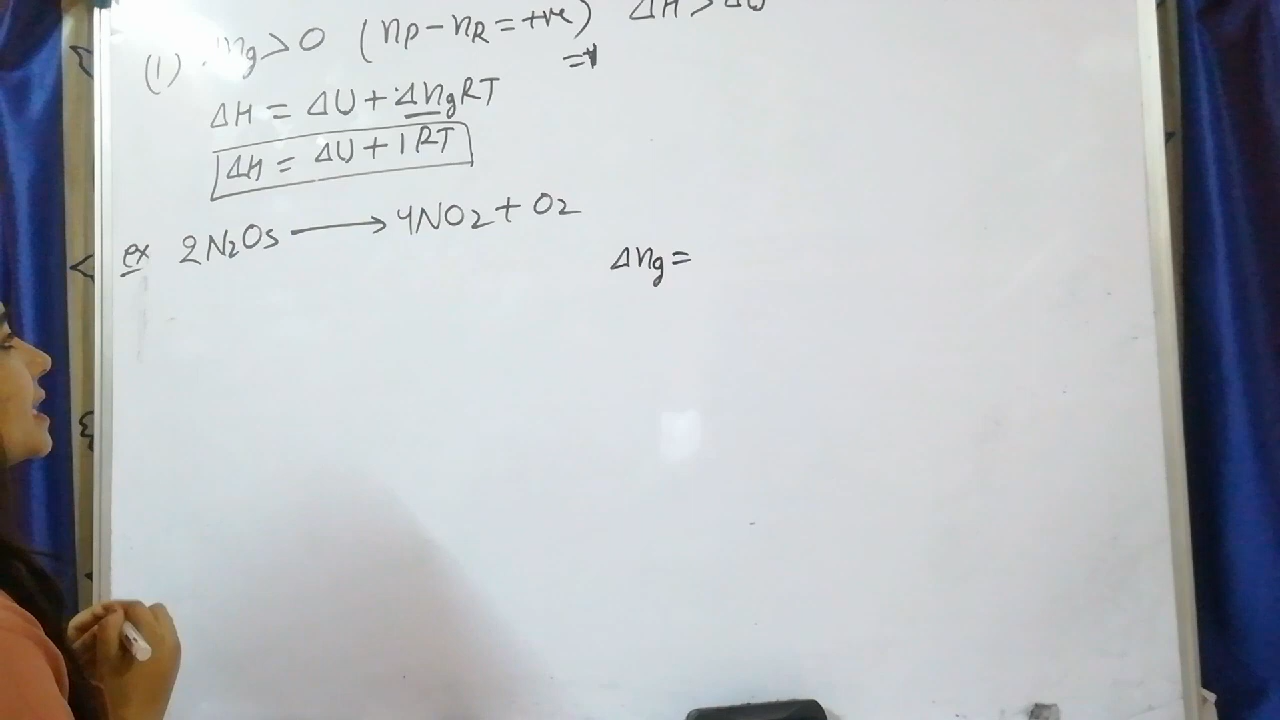 (1) Δng>0 (nP-nR=+ve) ΔH>ΔU
=+1
ΔH = ΔU+ΔngRT
ΔH = ΔU+1RT
ex 2N2O5 ⟶ 4NO2+O2
Δng=